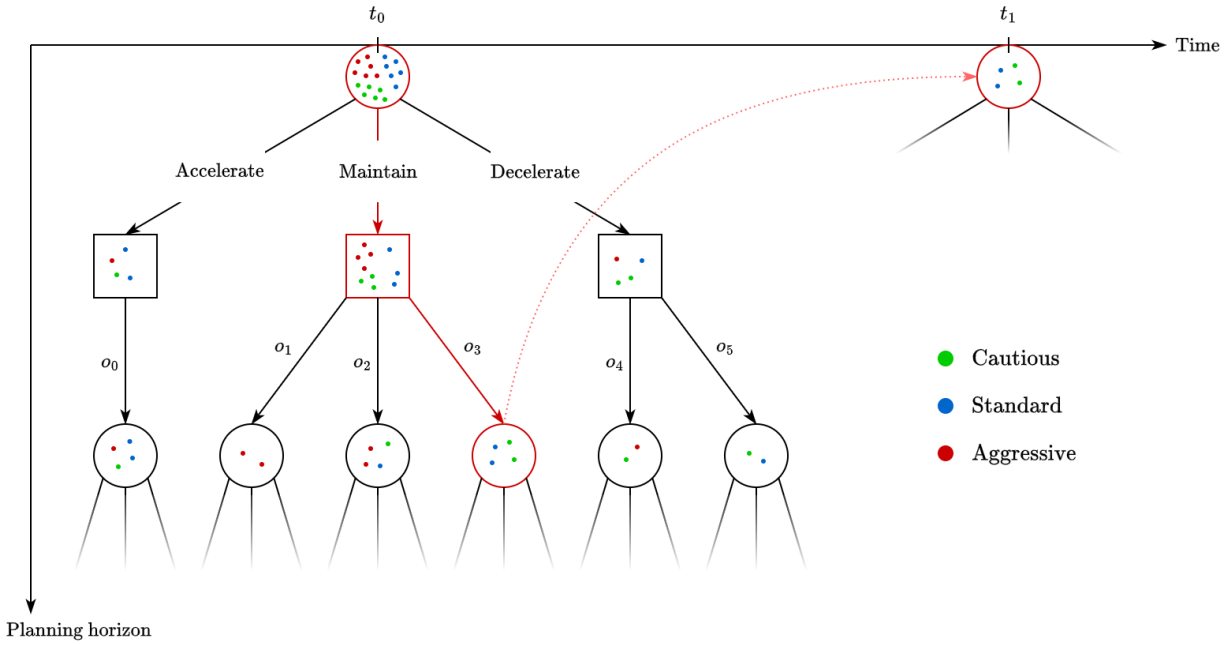 t₀
t₁
Time
Accelerate
Maintain
Decelerate
o₀
o₁
o₂
o₃
o₄
o₅
Cautious
Standard
Aggressive
Planning horizon